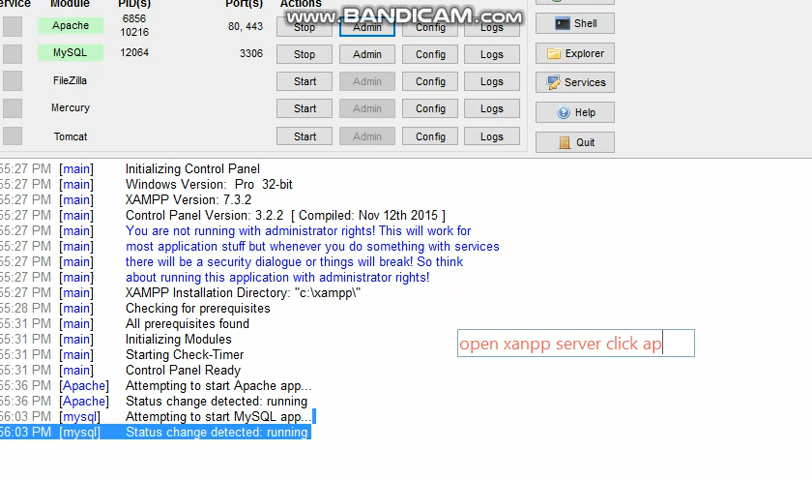 ervice Module PID(s) Port(s) Actions
www.BANDICAM.com
Apache 6856 10216 80, 443 Stop Admin Config Logs
Shell
MySQL 12064 3306 Stop Admin Config Logs
Explorer
FileZilla Start Admin Config Logs
Services
Mercury Start Admin Config Logs
Help
Tomcat Start Admin Config Logs
Quit
55:27 PM [main] Initializing Control Panel
55:27 PM [main] Windows Version: Pro 32-bit
55:27 PM [main] XAMPP Version: 7.3.2
55:27 PM [main] Control Panel Version: 3.2.2 [ Compiled: Nov 12th 2015 ]
55:27 PM [main] You are not running with administrator rights! This will work for
55:27 PM [main] most application stuff but whenever you do something with services
55:27 PM [main] there will be a security dialogue or things will break! So think
55:27 PM [main] about running this application with administrator rights!
55:27 PM [main] XAMPP Installation Directory: "c:\xampp\"
55:28 PM [main] Checking for prerequisites
55:31 PM [main] All prerequisites found
55:31 PM [main] Initializing Modules
55:31 PM [main] Starting Check-Timer
55:31 PM [main] Control Panel Ready
55:36 PM [Apache] Attempting to start Apache app...
55:36 PM [Apache] Status change detected: running
56:03 PM [mysql] Attempting to start MySQL app...
56:03 PM [mysql] Status change detected: running
open xanpp server click ap